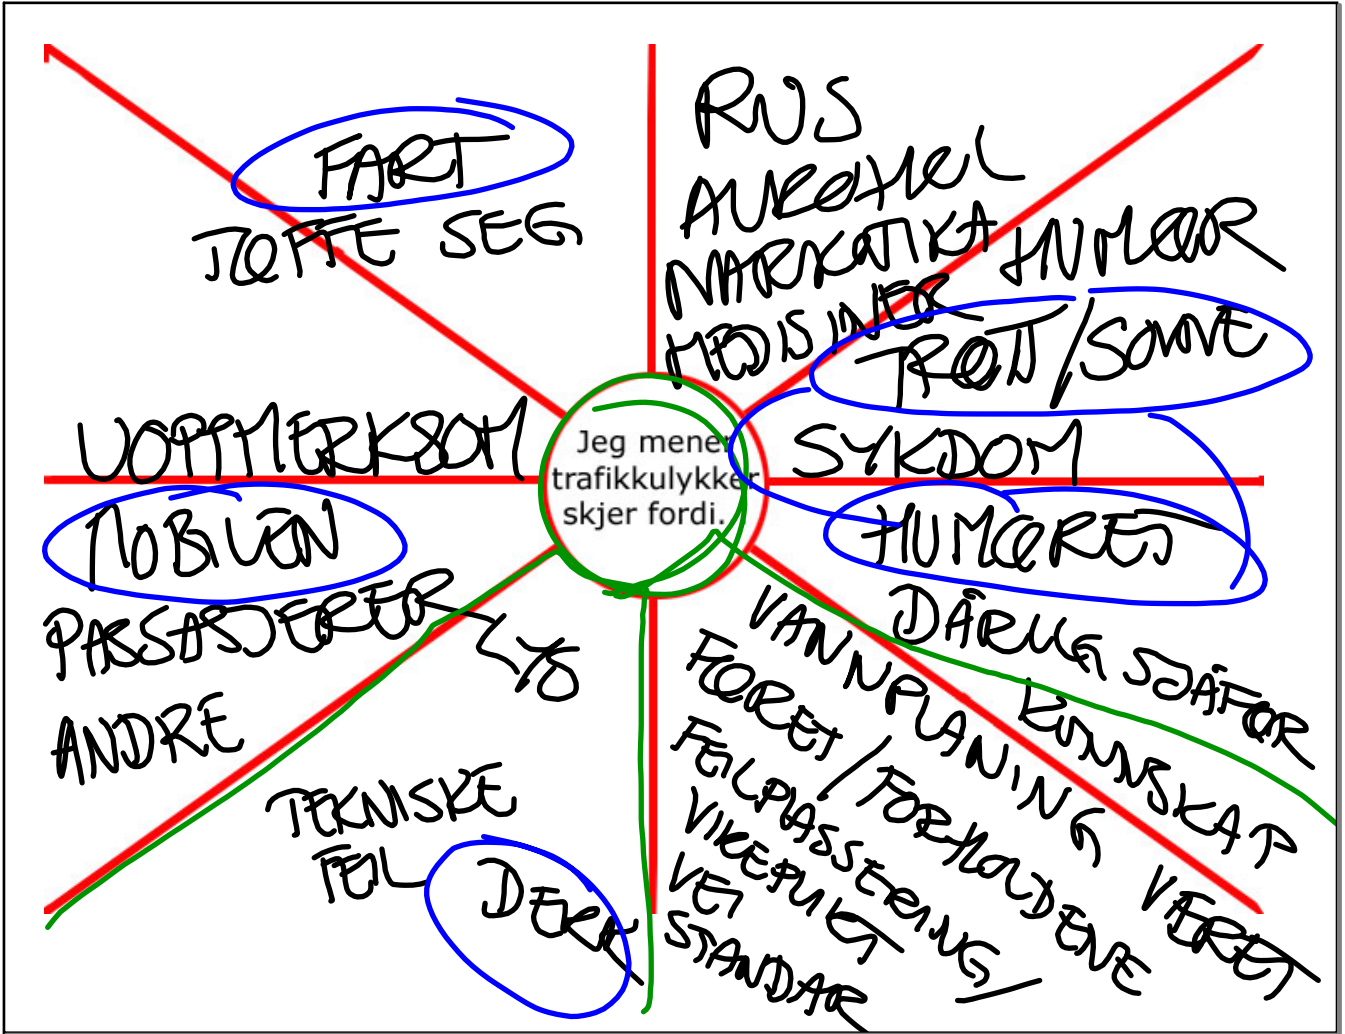 FART
TØFFE SEG
RUS
ALKOHOL
NARKOTIKA
MEDISINER
HUMØR
TRØTT/SOVNE
SYKDOM
HUMØRET
UOPPMERKSOM
MOBILEN
PASSASJERER
ANDRE
LYS
TEKNISKE
FEIL
DEKK
Jeg mener
trafikkulykker
skjer fordi.
DÅRLIG SJÅFØR
KUNNSKAP
VANNPLANING
VÆRET
FØRET/FORHOLDENE
FEILPLASSERING/
VIKEPLIKT
VEI
STANDAR